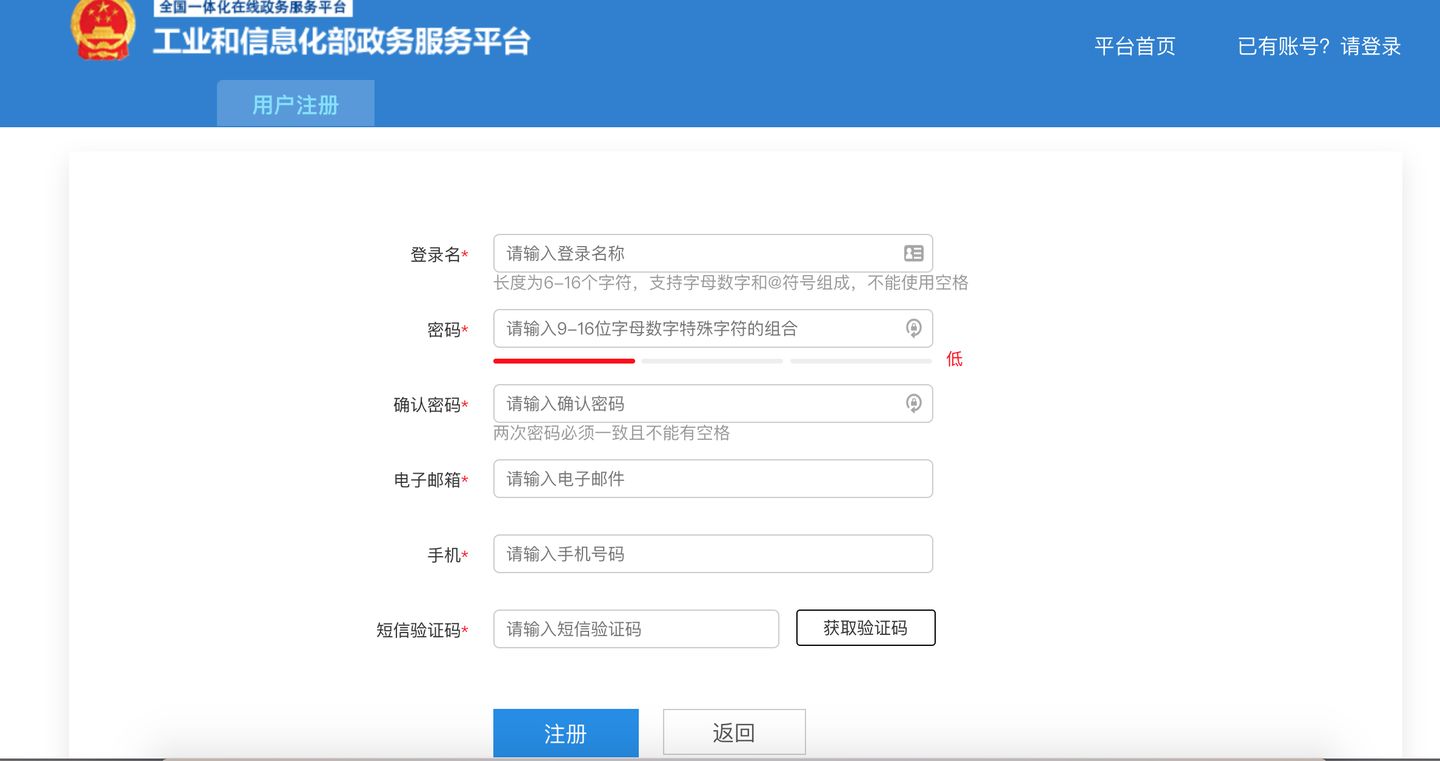 全国一体化在线政务服务平台
工业和信息化部政务服务平台
平台首页
已有账号？请登录
用户注册
登录名*
请输入登录名称
长度为6-16个字符，支持字母数字和@符号组成，不能使用空格
密码*
请输入9-16位字母数字特殊字符的组合
低
确认密码*
请输入确认密码
两次密码必须一致且不能有空格
电子邮箱*
请输入电子邮件
手机*
请输入手机号码
短信验证码*
请输入短信验证码
获取验证码
注册
返回